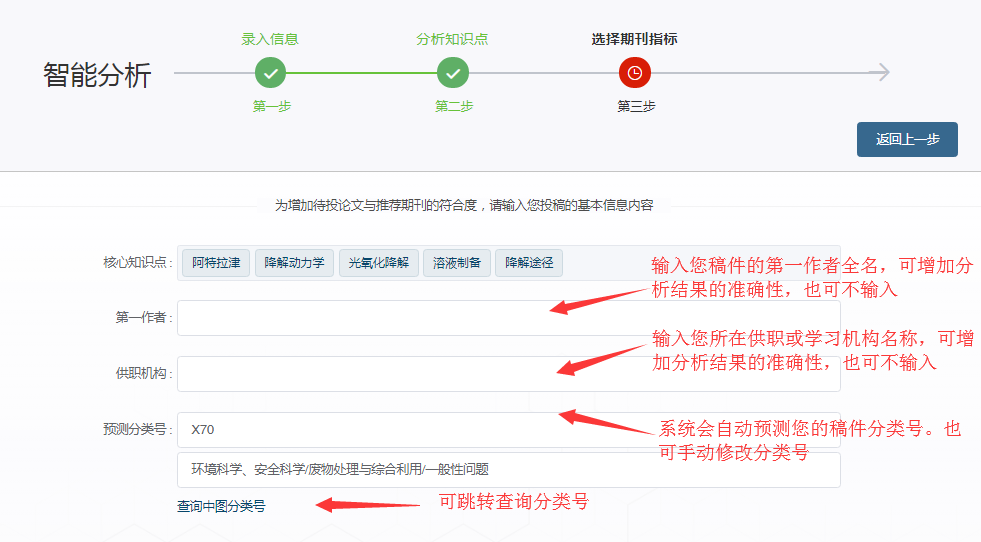 录入信息
分析知识点
选择期刊指标
智能分析
第一步
第二步
第三步
返回上一步
为增加待投论文与推荐期刊的符合度，请输入您投稿的基本信息内容
核心知识点：
阿特拉津
降解动力学
光氧化降解
溶液制备
降解途径
输入您稿件的第一作者全名，可增加分
析结果的准确性，也可不输入
第一作者：
输入您所在供职或学习机构名称，可增
加分析结果的准确性，也可不输入
供职机构：
预测分类号：
X70
系统会自动预测您的稿件分类号。也
可手动修改分类号
环境科学、安全科学/废物处理与综合利用/一般性问题
查询中图分类号
可跳转查询分类号